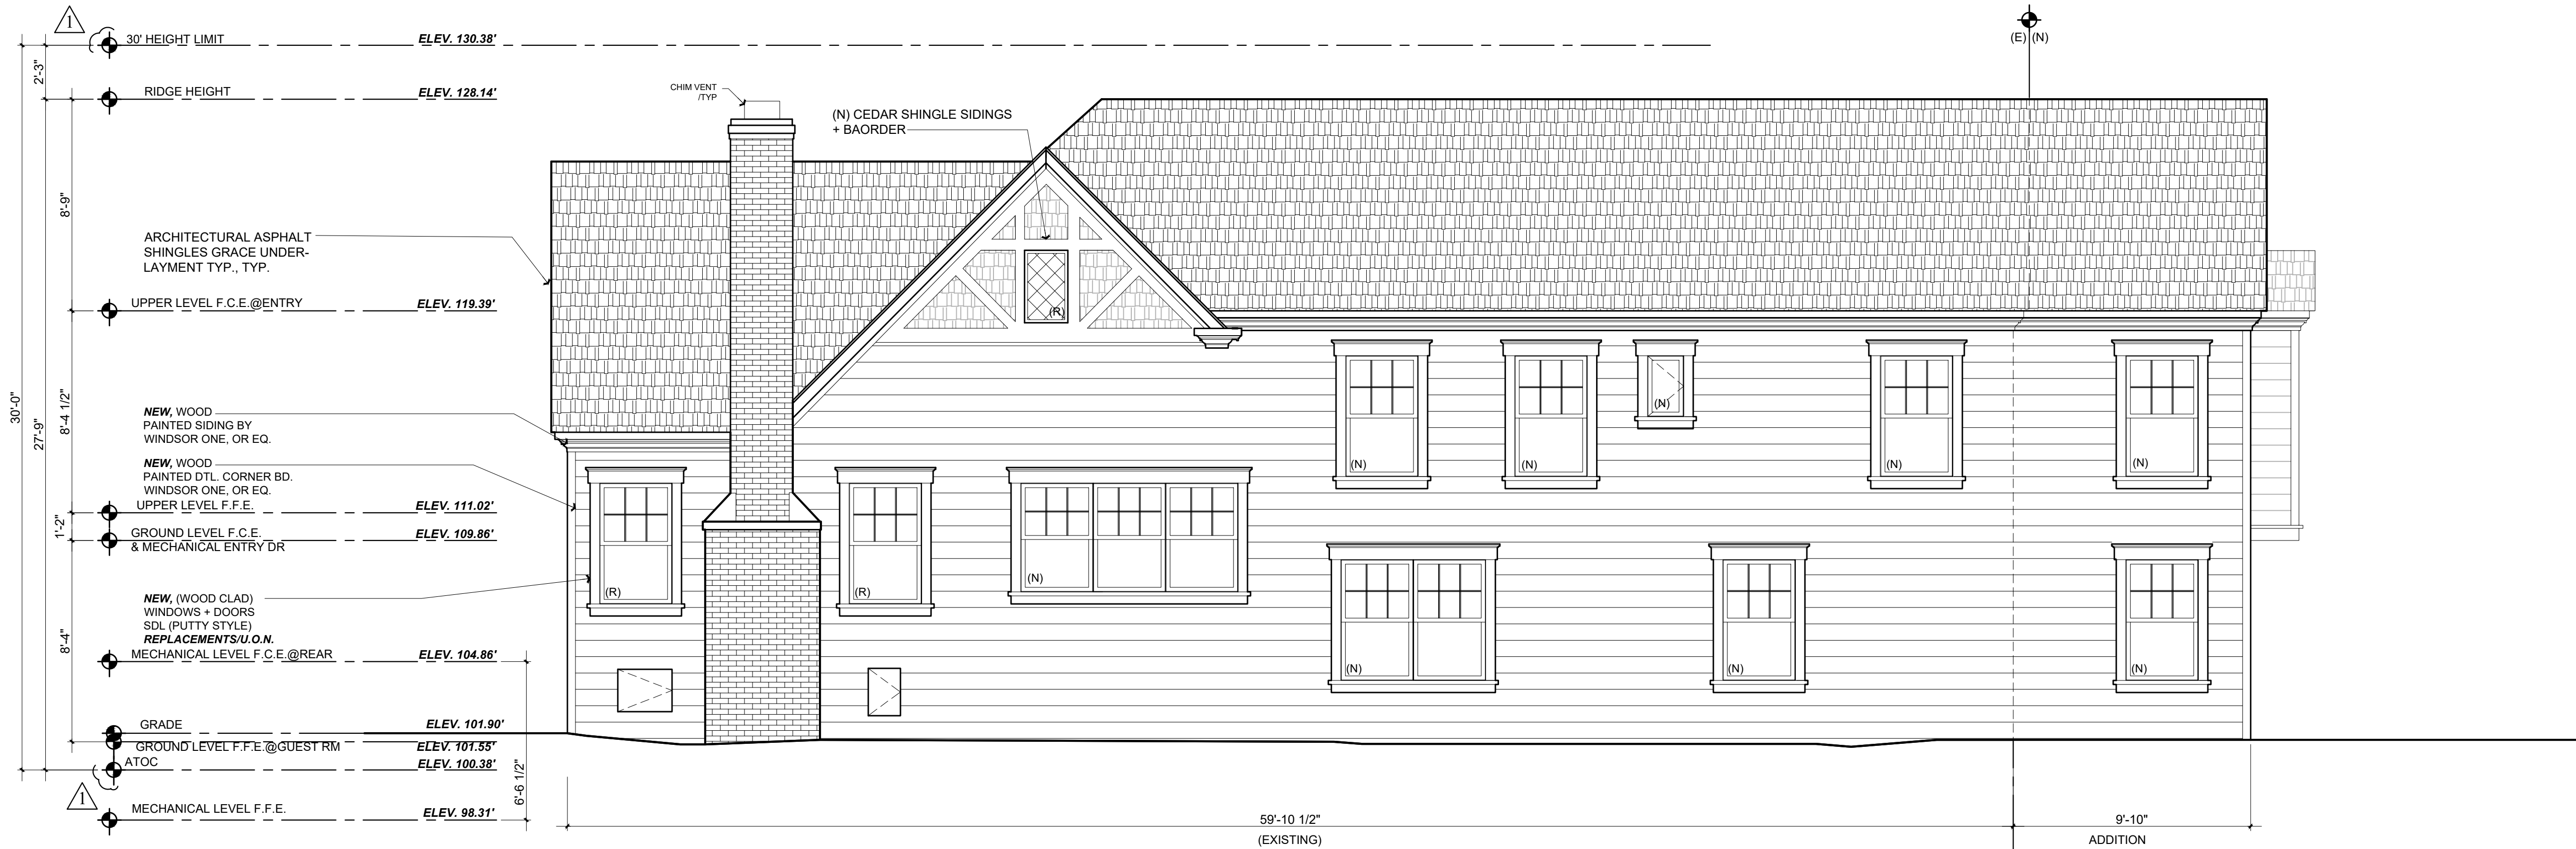 1
30' HEIGHT LIMIT ELEV. 130.38'
(E) (N)
2'-3"
RIDGE HEIGHT ELEV. 128.14'
CHIM VENT
/TYP
(N) CEDAR SHINGLE SIDINGS
+ BAORDER
8'-9"
ARCHITECTURAL ASPHALT
SHINGLES GRACE UNDER-
LAYMENT TYP., TYP.
UPPER LEVEL F.C.E.@ENTRY ELEV. 119.39'
(R)
30'-0"
27'-9"
8'-4 1/2"
NEW, WOOD
PAINTED SIDING BY
WINDSOR ONE, OR EQ.
(N)
(N)
(N)
(N)
(N)
NEW, WOOD
PAINTED DTL. CORNER BD.
WINDSOR ONE, OR EQ.
UPPER LEVEL F.F.E. ELEV. 111.02'
1'-2"
GROUND LEVEL F.C.E. ELEV. 109.86'
& MECHANICAL ENTRY DR
(R)
(R)
(N)
NEW, (WOOD CLAD)
WINDOWS + DOORS
SDL (PUTTY STYLE)
REPLACEMENTS/U.O.N.
8'-4"
MECHANICAL LEVEL F.C.E.@REAR ELEV. 104.86'
(N)
(N)
(N)
GRADE ELEV. 101.90'
GROUND LEVEL F.F.E.@GUEST RM ELEV. 101.55'
ATOC ELEV. 100.38'
6'-6 1/2"
1
MECHANICAL LEVEL F.F.E. ELEV. 98.31'
59'-10 1/2"
(EXISTING)
9'-10"
ADDITION